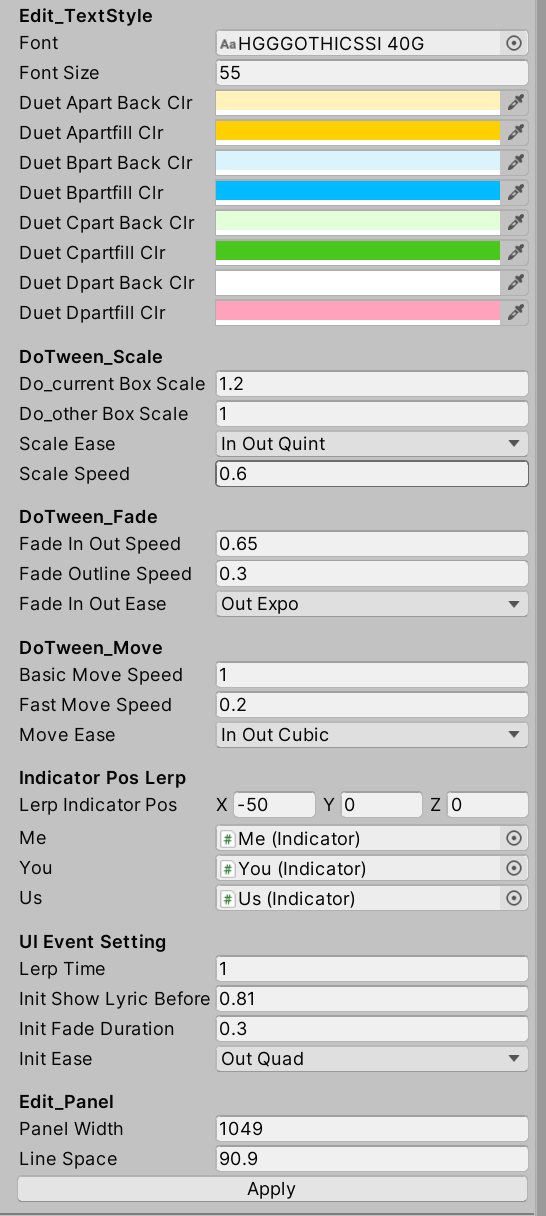 Edit_TextStyle
Font Aa HGGGOTHICSSI 40G
Font Size 55
Duet Apart Back Clr
Duet Apartfill Clr
Duet Bpart Back Clr
Duet Bpartfill Clr
Duet Cpart Back Clr
Duet Cpartfill Clr
Duet Dpart Back Clr
Duet Dpartfill Clr
DoTween_Scale
Do_current Box Scale 1.2
Do_other Box Scale 1
Scale Ease In Out Quint
Scale Speed 0.6
DoTween_Fade
Fade In Out Speed 0.65
Fade Outline Speed 0.3
Fade In Out Ease Out Expo
DoTween_Move
Basic Move Speed 1
Fast Move Speed 0.2
Move Ease In Out Cubic
Indicator Pos Lerp
Lerp Indicator Pos X -50 Y 0 Z 0
Me # Me (Indicator)
You # You (Indicator)
Us # Us (Indicator)
UI Event Setting
Lerp Time 1
Init Show Lyric Before 0.81
Init Fade Duration 0.3
Init Ease Out Quad
Edit_Panel
Panel Width 1049
Line Space 90.9
Apply